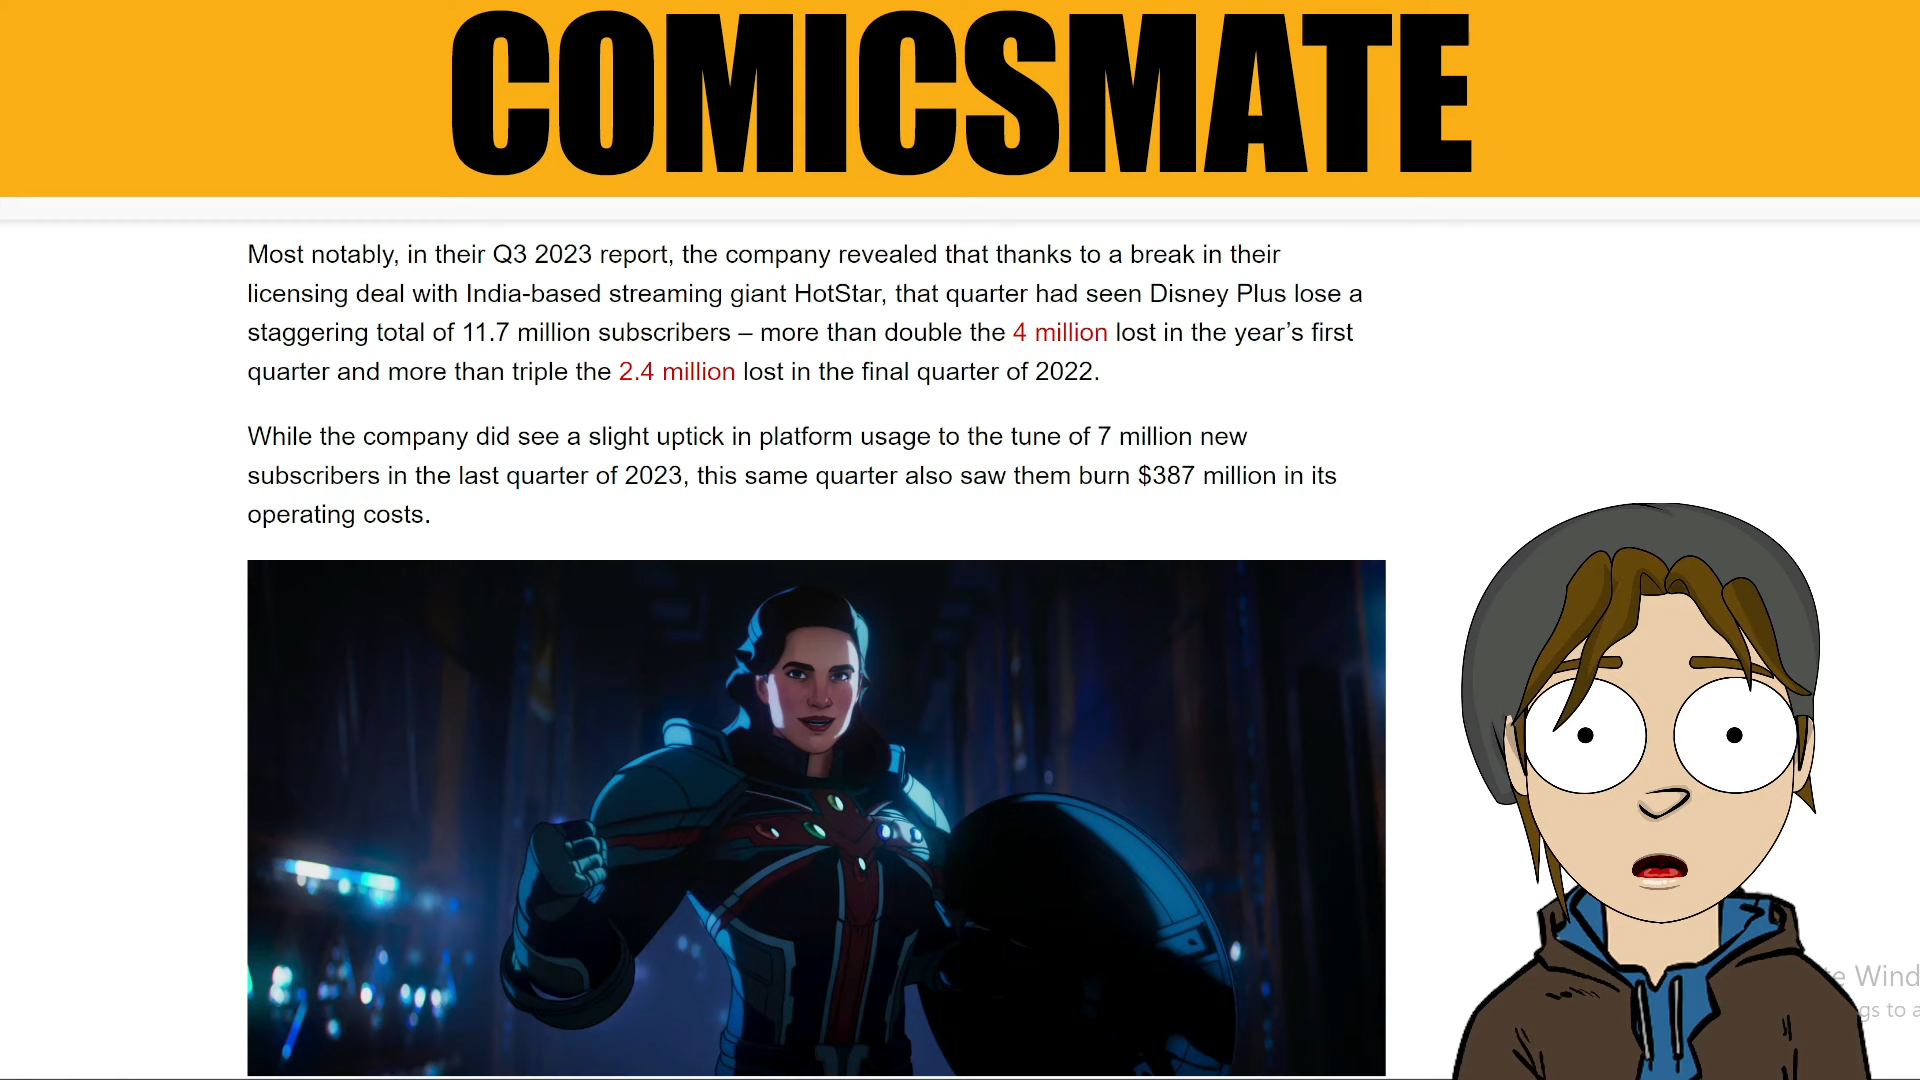 COMICSMATE
Most notably, in their Q3 2023 report, the company revealed that thanks to a break in their
licensing deal with India-based streaming giant HotStar, that quarter had seen Disney Plus lose a
staggering total of 11.7 million subscribers – more than double the 4 million lost in the year’s first
quarter and more than triple the 2.4 million lost in the final quarter of 2022.
While the company did see a slight uptick in platform usage to the tune of 7 million new
subscribers in the last quarter of 2023, this same quarter also saw them burn $387 million in its
operating costs.